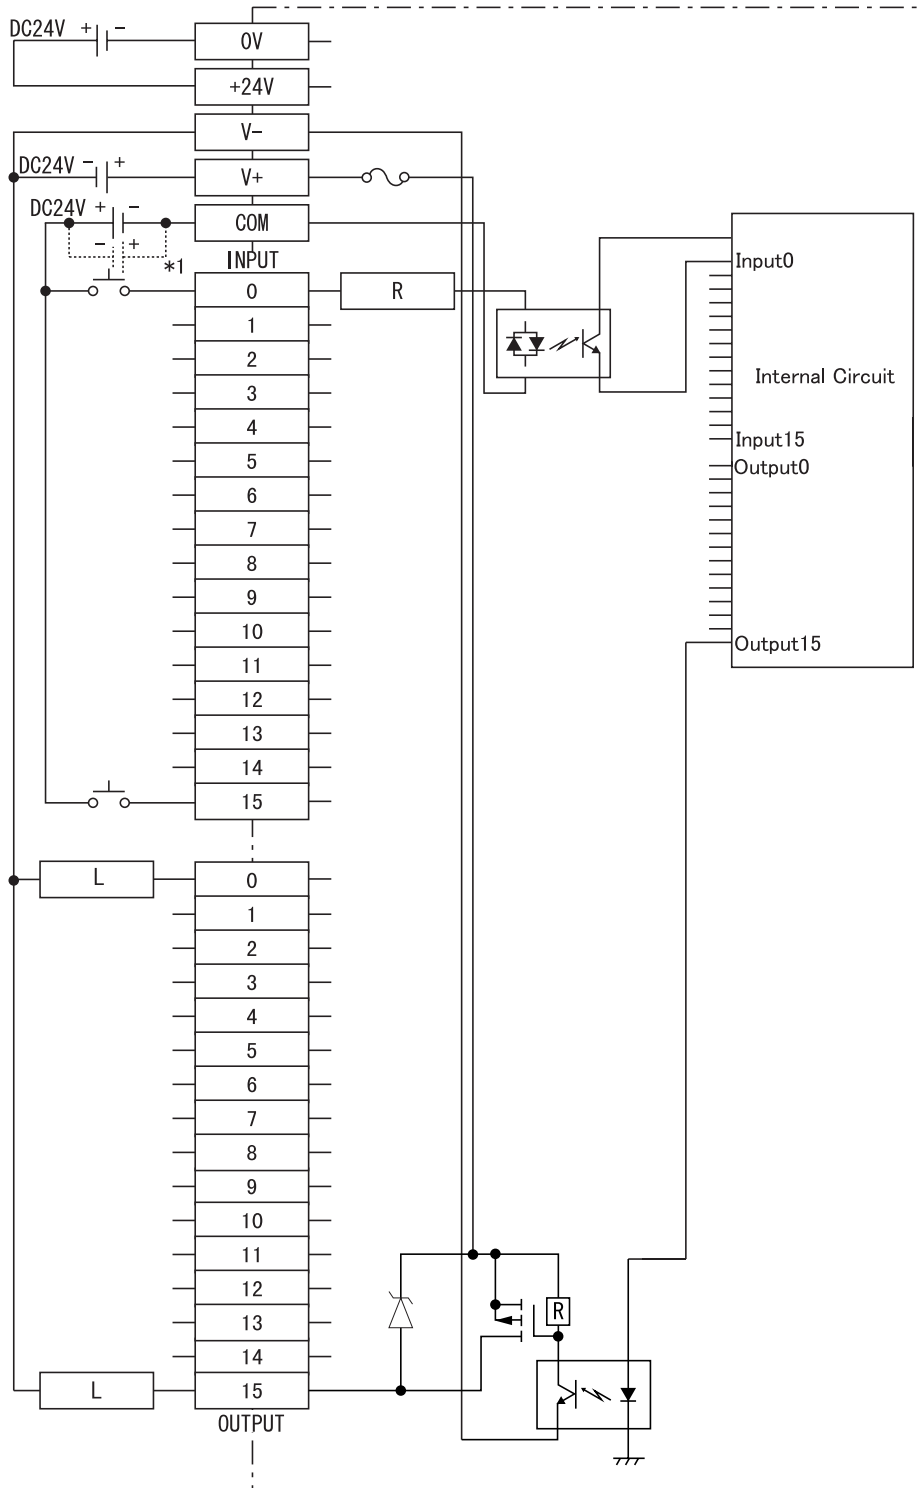 DC24V + -
0V
+24V
V-
DC24V - +
V+
DC24V + -
COM
- +
*1
INPUT
0
R
1
2
3
4
5
6
7
8
9
10
11
12
13
14
15
Input0
Internal Circuit
Input15
Output0
Output15
L
0
1
2
3
4
5
6
7
8
9
10
11
12
13
14
L
15
R
OUTPUT